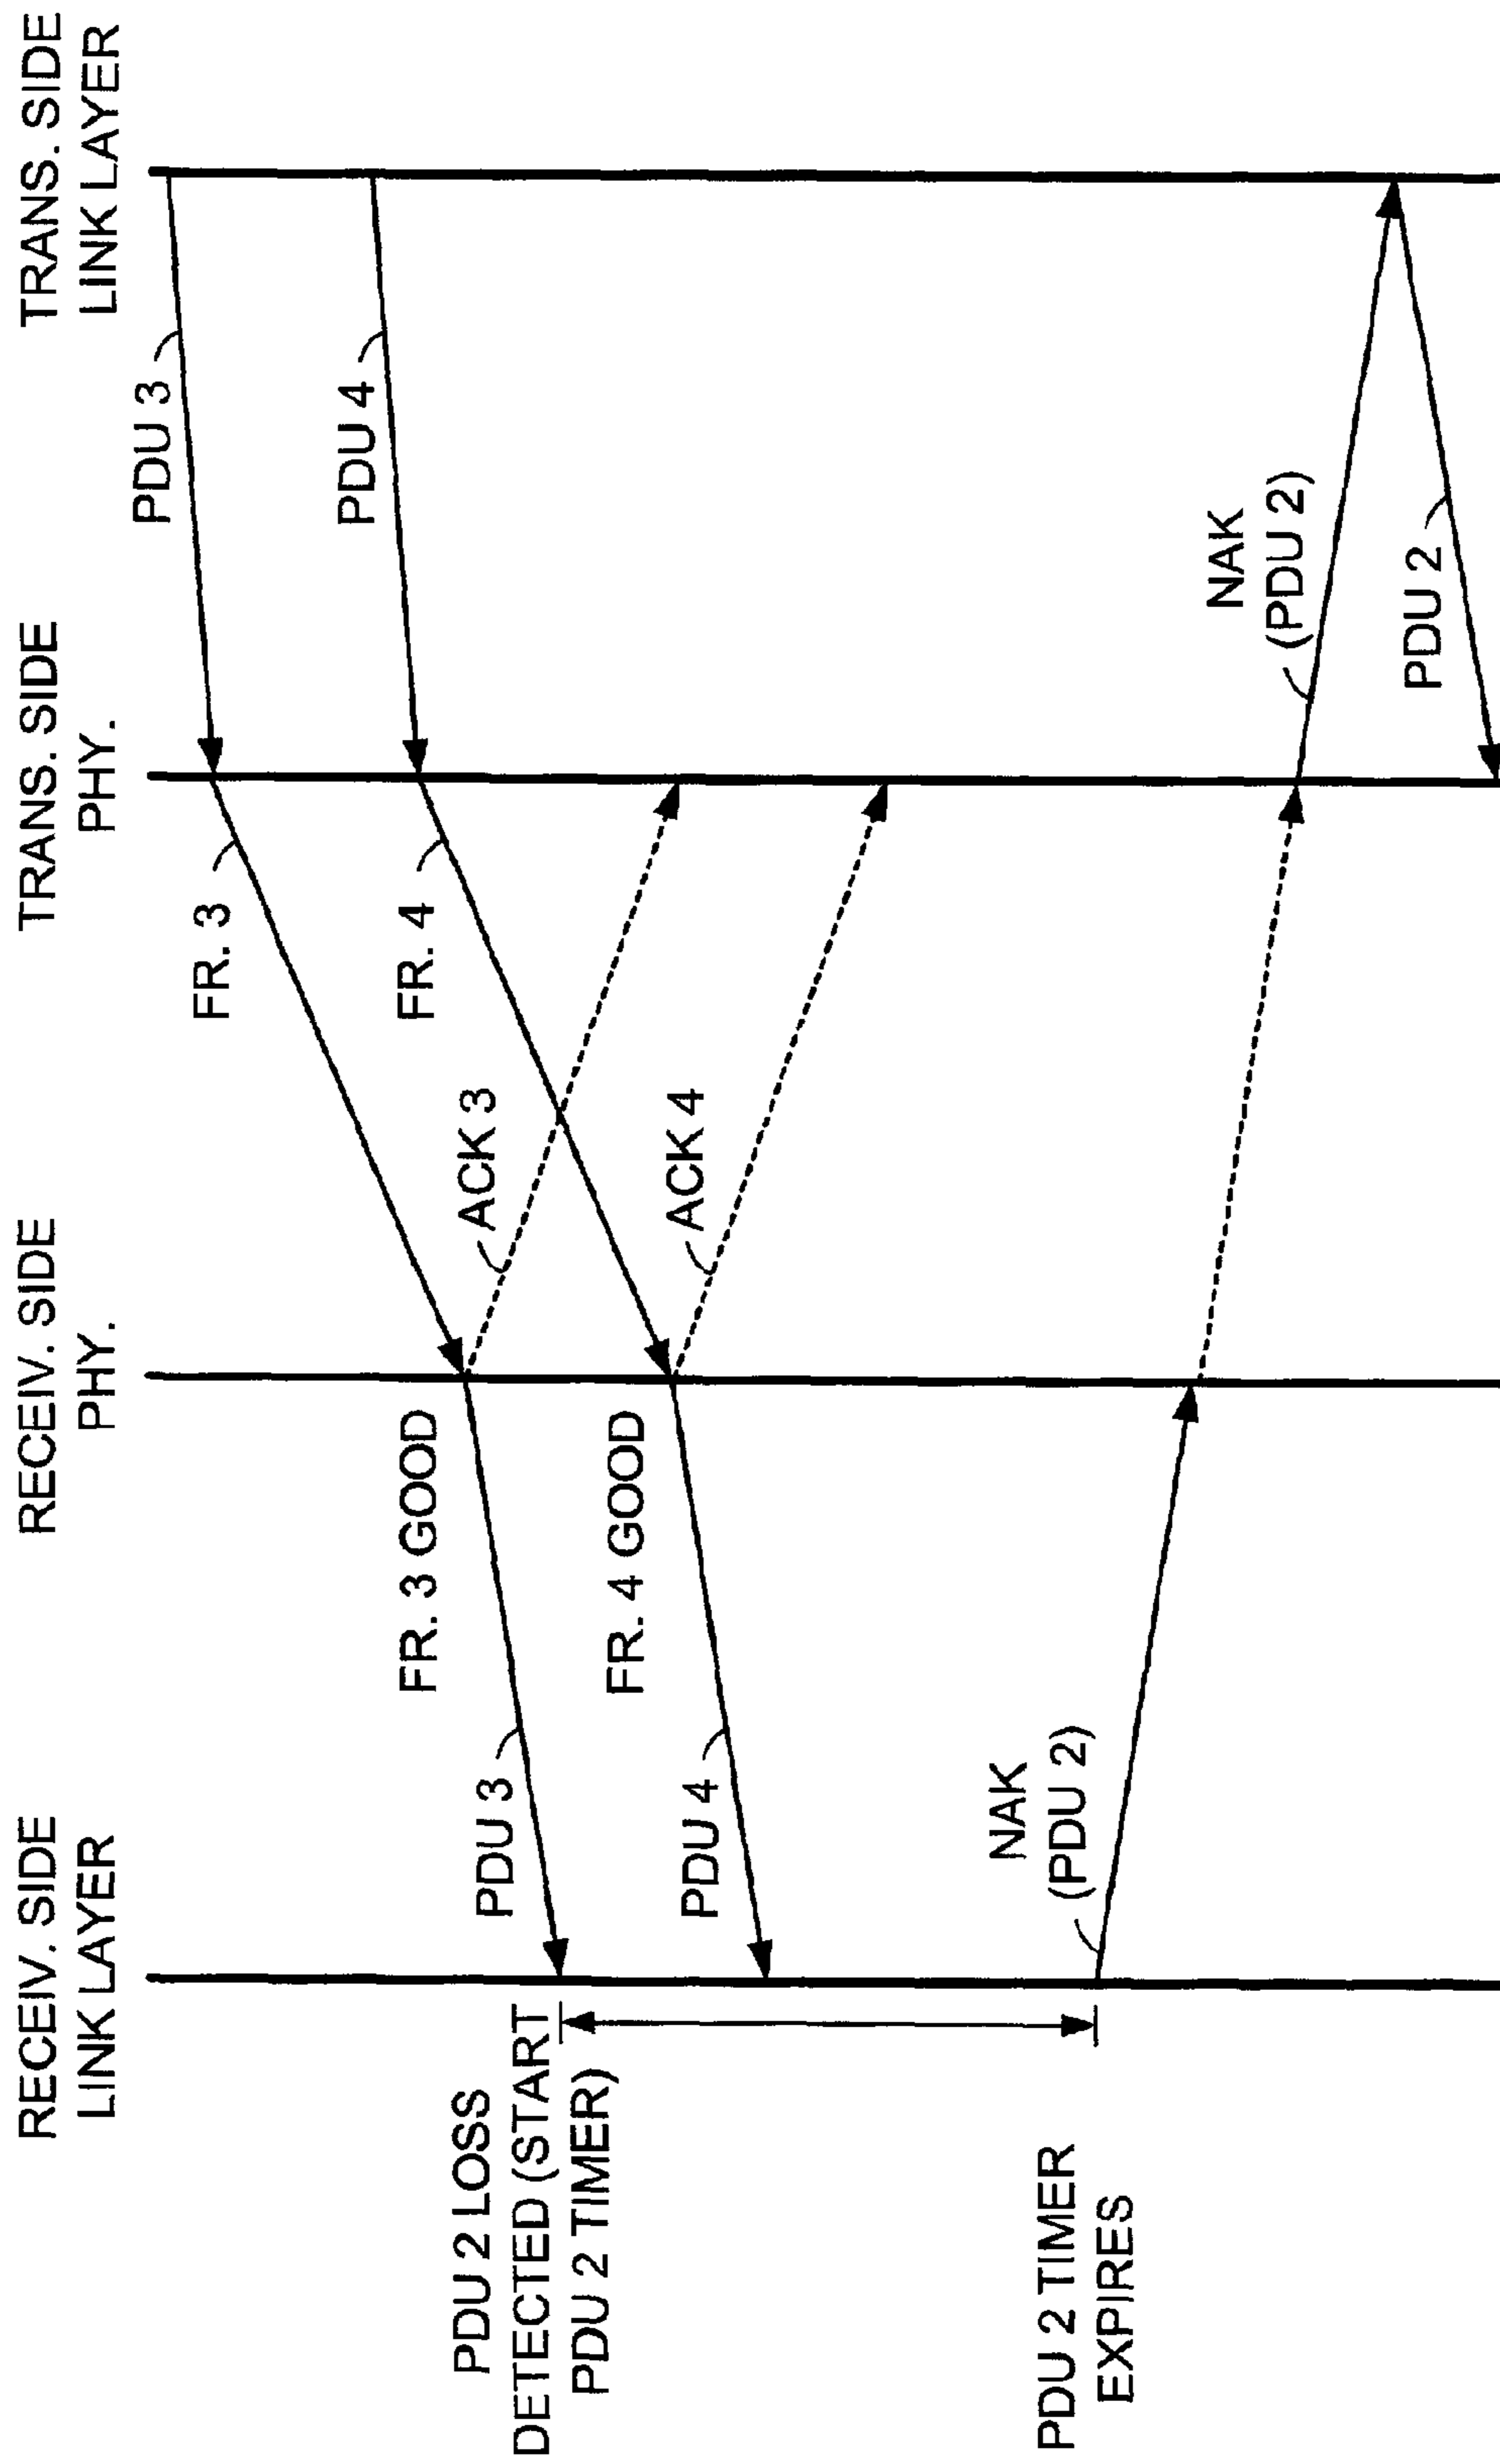 RECEIV. SIDE
LINK LAYER
RECEIV. SIDE
PHY.
TRANS. SIDE
PHY.
TRANS. SIDE
LINK LAYER
PDU 3
FR. 3
PDU 4
FR. 4
FR. 3 GOOD
ACK 3
PDU 3
PDU 2 LOSS
DETECTED (START
PDU 2 TIMER)
FR. 4 GOOD
ACK 4
PDU 4
NAK
(PDU 2)
PDU 2 TIMER
EXPIRES
NAK
(PDU 2)
PDU 2